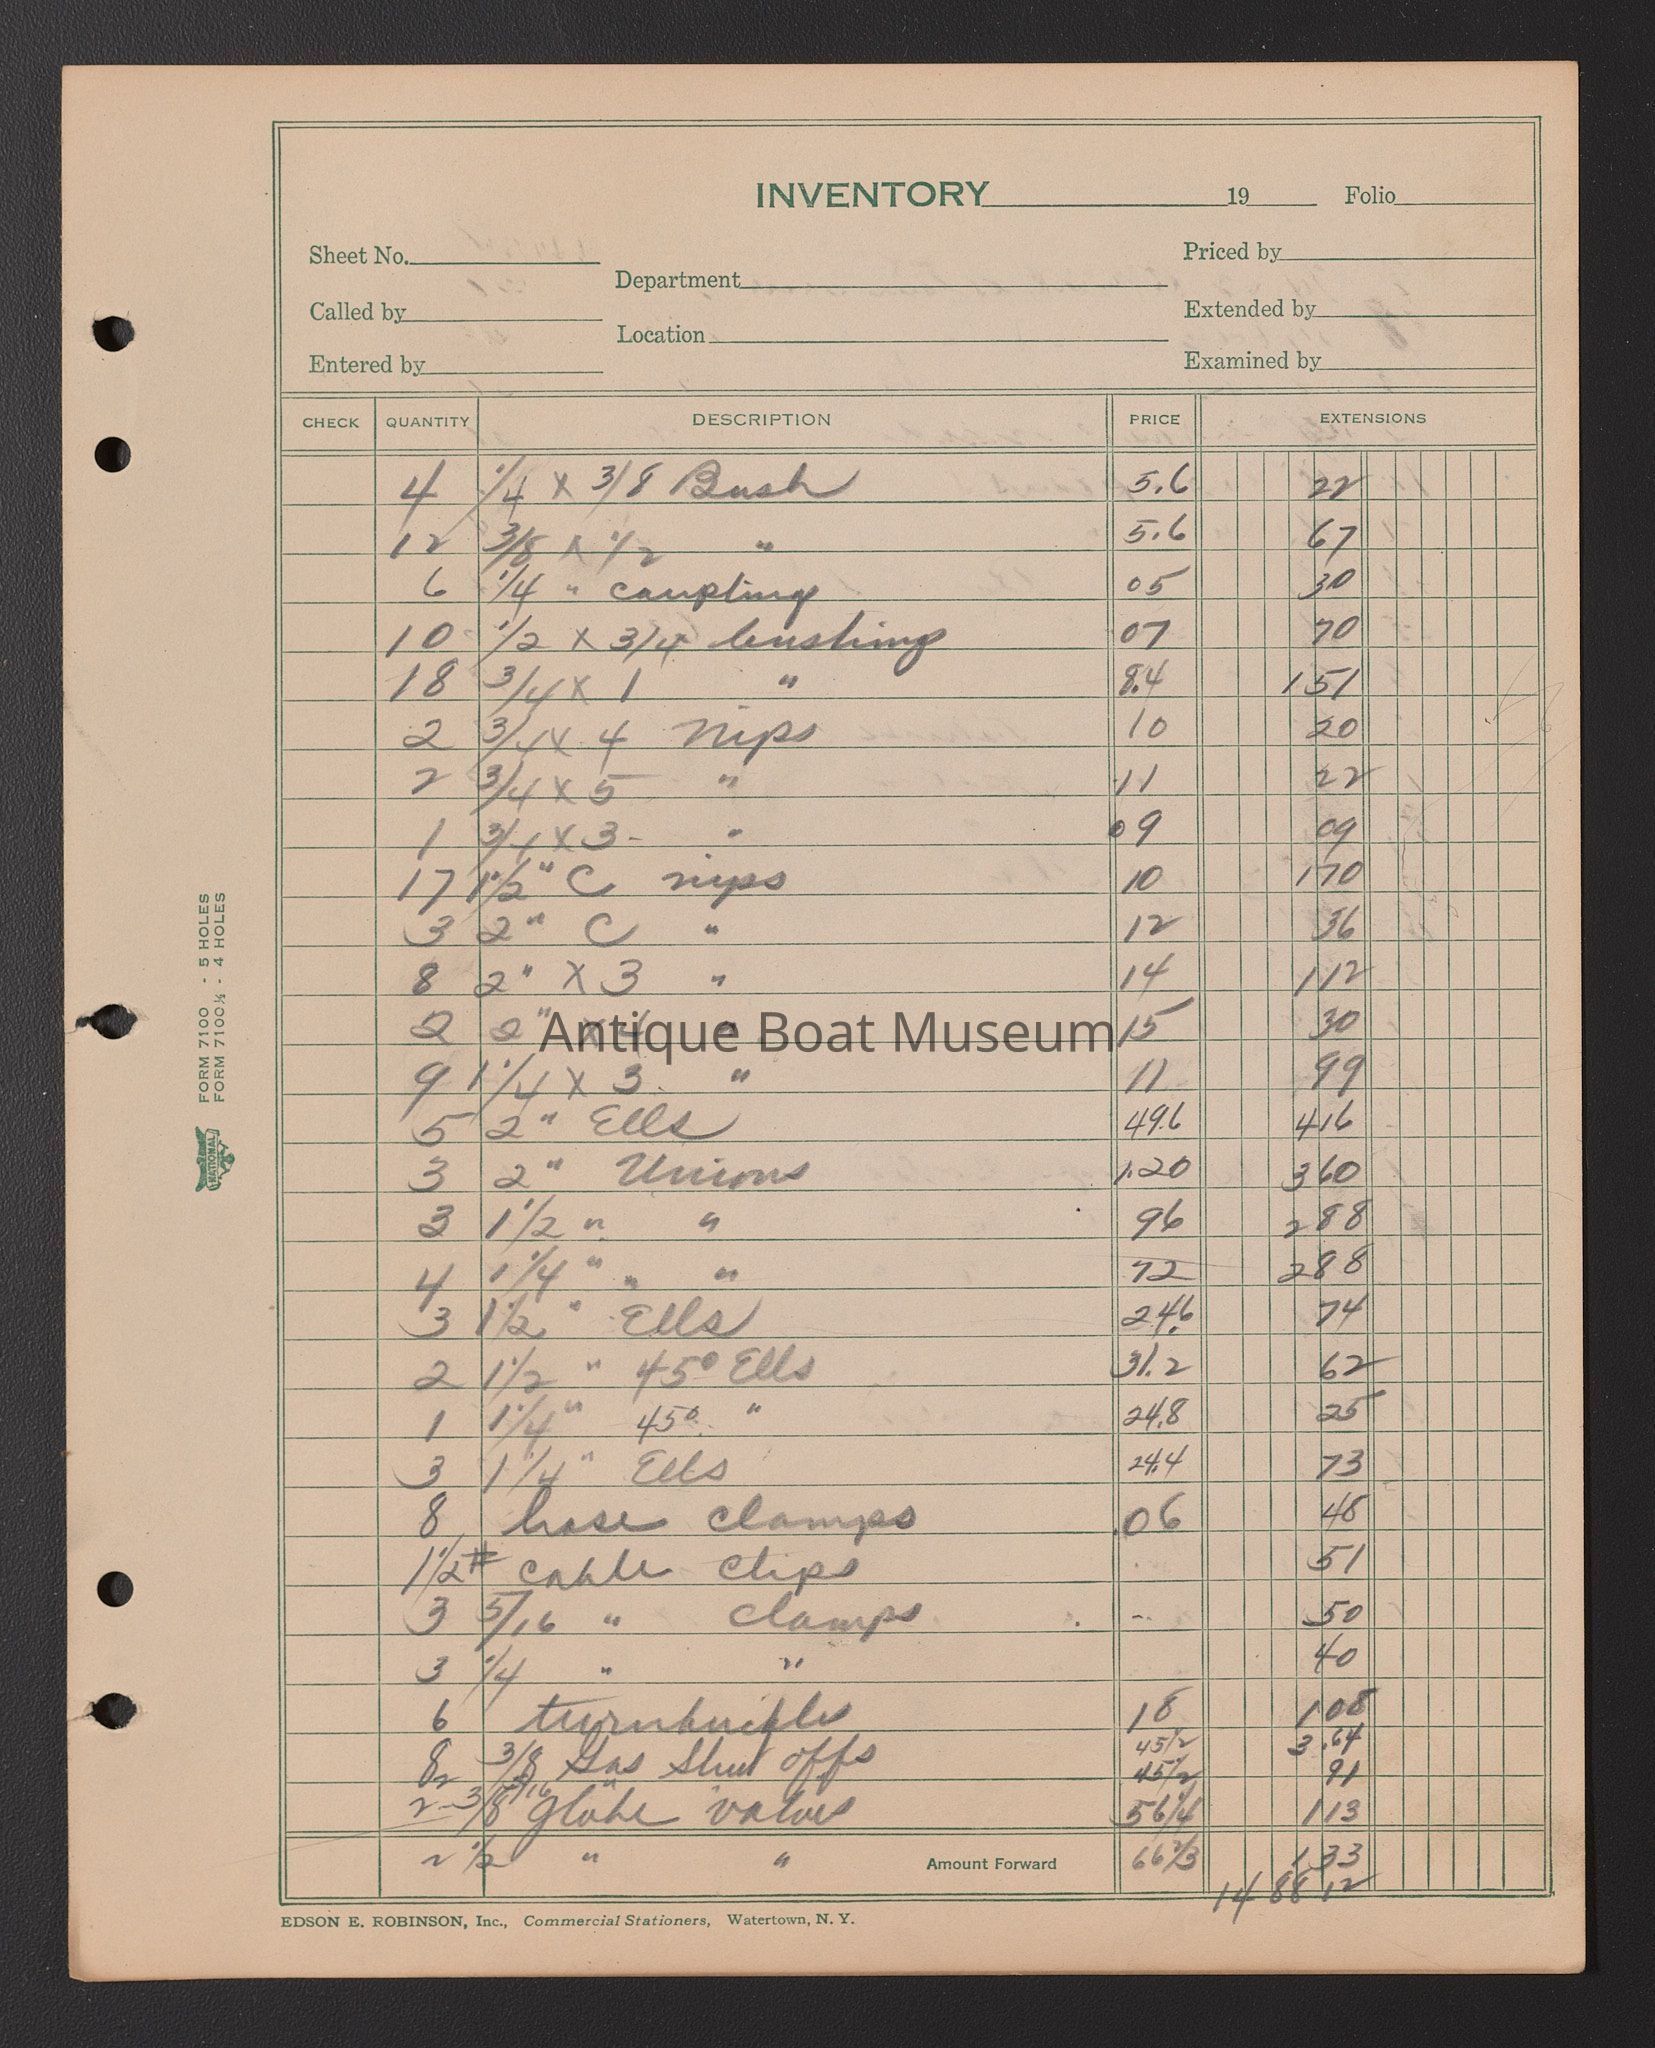 INVENTORY 19 Folio
Sheet No. Priced by
Department
Called by Extended by
Location
Entered by Examined by
CHECK QUANTITY DESCRIPTION PRICE EXTENSIONS
4 1/4 x 3/8 Bush 5.6 22
12 3/8 x 1/2 " 5.6 67
6 1/4 " coupling 05 30
10 1/2 x 3/4 bushing 07 70
18 3/4 x 1 " 8.4 151
2 3/4 x 4 Nips 10 20
2 3/4 x 5 " 11 22
1 3/4 x 3 - " 09 09
17 1 1/2" C nips 10 170
3 2" C " 12 36
8 2" x 3 " 14 112
2 2" x 4 " 15 30
Antique Boat Museum
9 1 1/4 x 3 " 11 99
5 2" Ells 49.6 416
3 2" Unions 1.20 360
3 1 1/2 " " 96 288
4 1 1/4 " " " 72 288
3 1 1/2 " Ells 24.6 74
2 1 1/2 " 45° Ells 31.2 62
1 1 1/4 " 45° " 24.8 25
3 1 1/4 " Ells 24.4 73
8 hose clamps .06 48
1 1/2 # cable clips 51
3 5/16 " clamps -- 50
3 1/4 " " 40
6 turnbuckles 18 108
8 3/8 Gas Shut offs 45 1/2 3.64
2 5/16 " 45 1/2 91
2 - 3/8 globe valves 56 1/4 113
2 1/2 " " Amount Forward 66 2/3 133
14 88 12
EDSON E. ROBINSON, Inc., Commercial Stationers, Watertown, N. Y.
FORM 7100 - 5 HOLES
FORM 7100 1/4 - 4 HOLES
NATIONAL